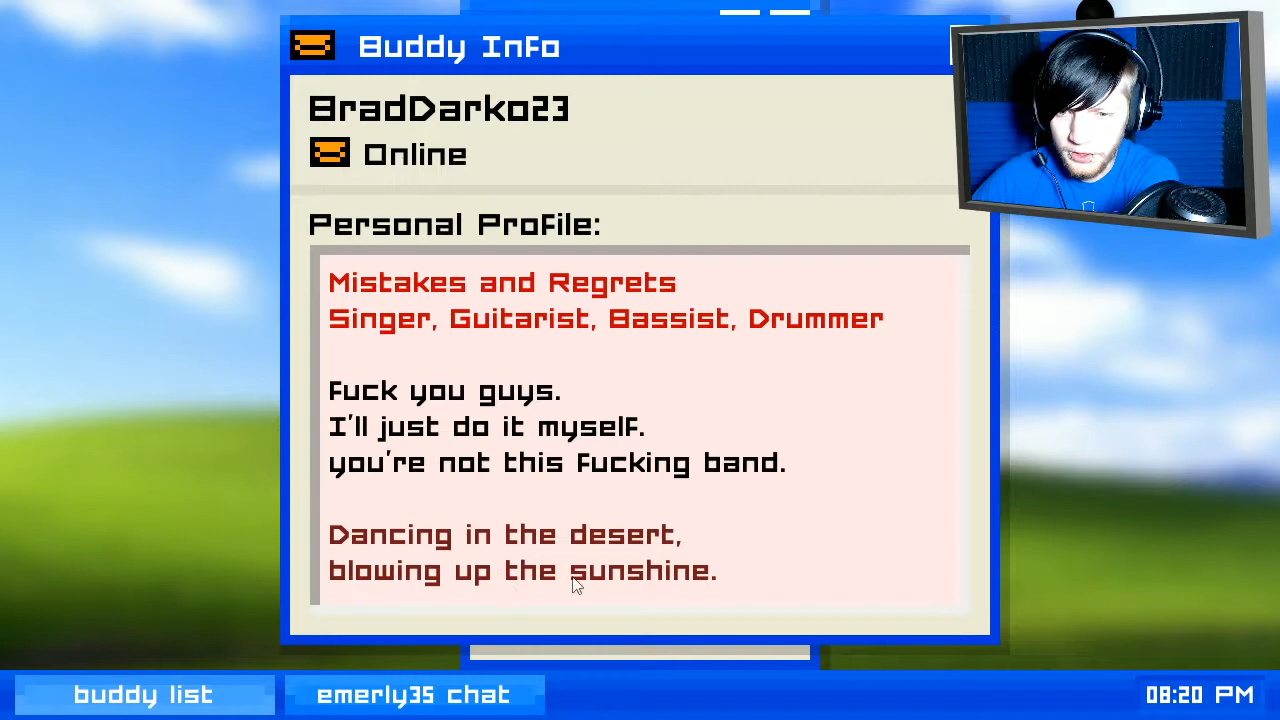 Buddy Info
BradDarko23
Online
Personal Profile:
Mistakes and Regrets
Singer, Guitarist, Bassist, Drummer
Fuck you guys.
I'll just do it myself.
you're not this fucking band.
Dancing in the desert,
blowing up the sunshine.
buddy list
emerly35 chat
08:20 PM